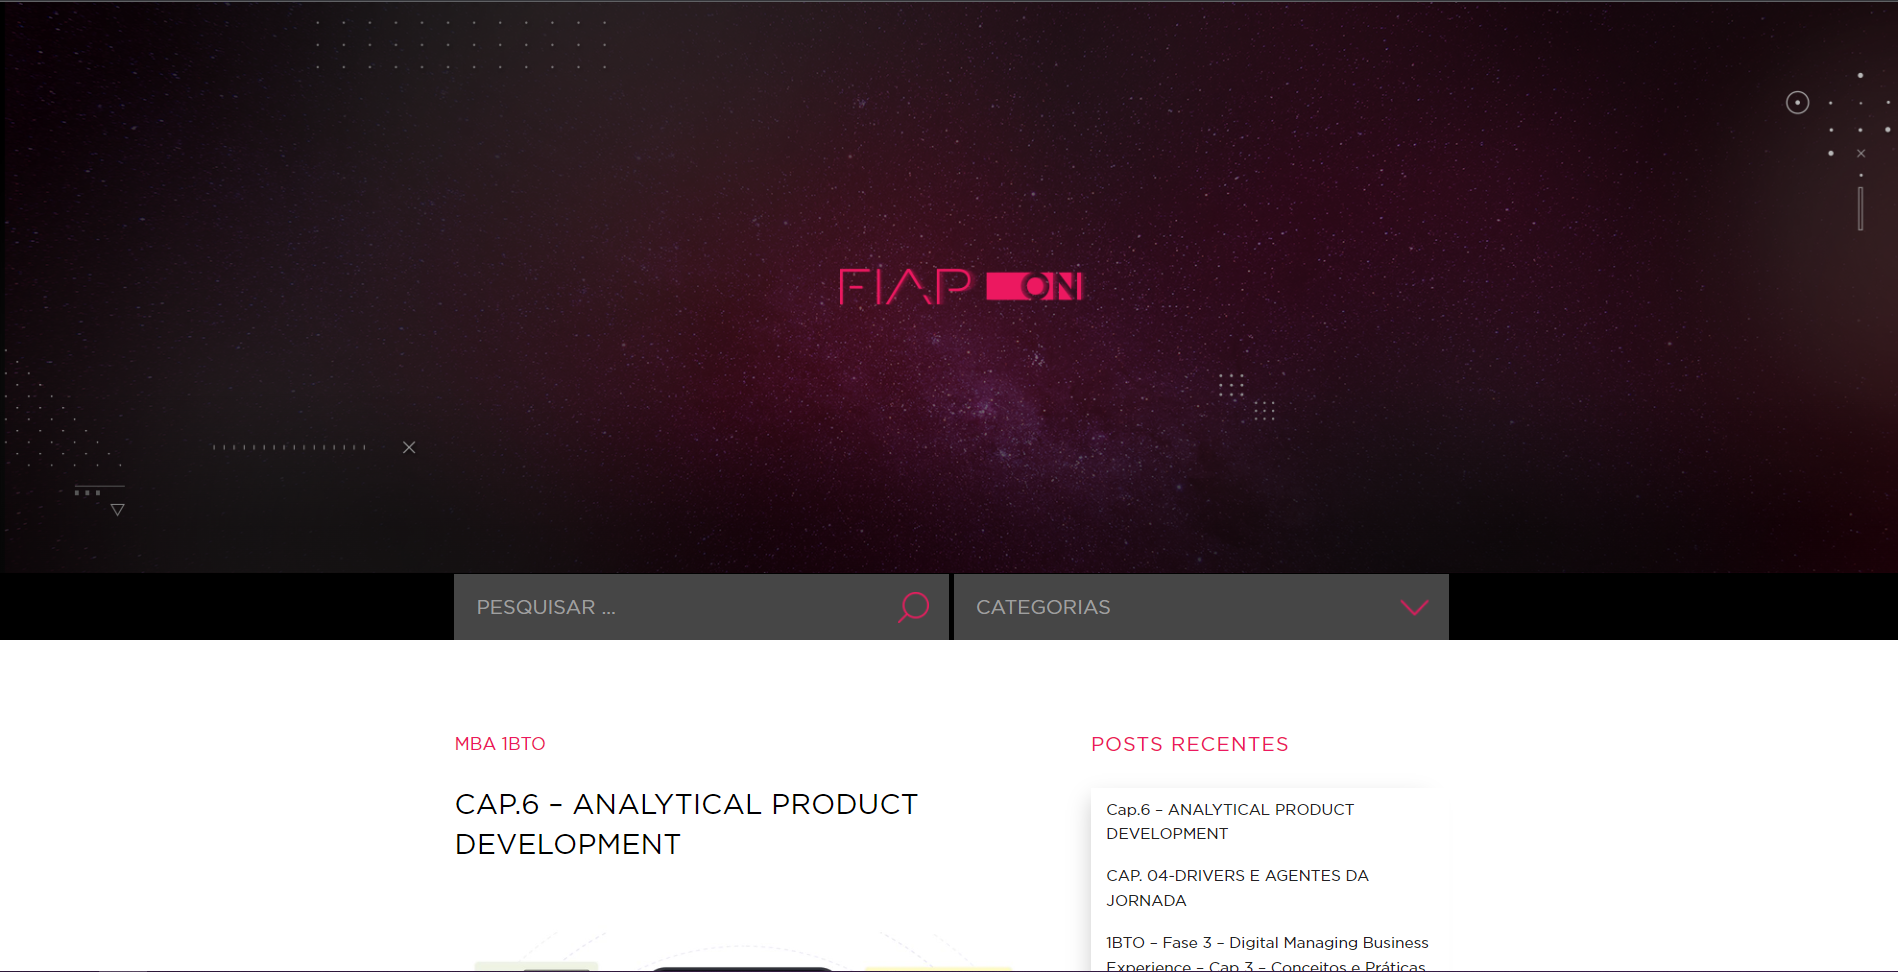 FIAP ON
PESQUISAR ...
CATEGORIAS
MBA 1BTO
CAP.6 – ANALYTICAL PRODUCT
DEVELOPMENT
POSTS RECENTES
Cap.6 – ANALYTICAL PRODUCT
DEVELOPMENT
CAP. 04-DRIVERS E AGENTES DA
JORNADA
1BTO – Fase 3 – Digital Managing Business
Experience – Cap 3 – Conceitos e Práticas